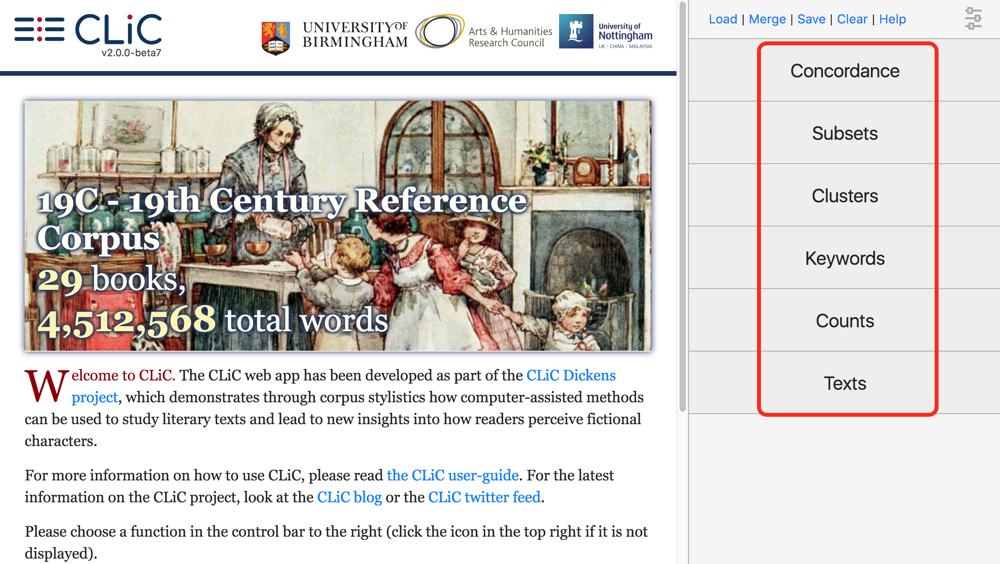 CLiC
v2.0.0-beta7
UNIVERSITY OF
BIRMINGHAM
PER AD
ARDUA ALTA
Arts & Humanities
Research Council
University of
Nottingham
UK | CHINA | MALAYSIA
19C - 19th Century Reference
Corpus
29 books,
4,512,568 total words
Welcome to CLiC. The CLiC web app has been developed as part of the CLiC Dickens
project, which demonstrates through corpus stylistics how computer-assisted methods
can be used to study literary texts and lead to new insights into how readers perceive fictional
characters.
For more information on how to use CLiC, please read the CLiC user-guide. For the latest
information on the CLiC project, look at the CLiC blog or the CLiC twitter feed.
Please choose a function in the control bar to the right (click the icon in the top right if it is not
displayed).
Load | Merge | Save | Clear | Help
Concordance
Subsets
Clusters
Keywords
Counts
Texts